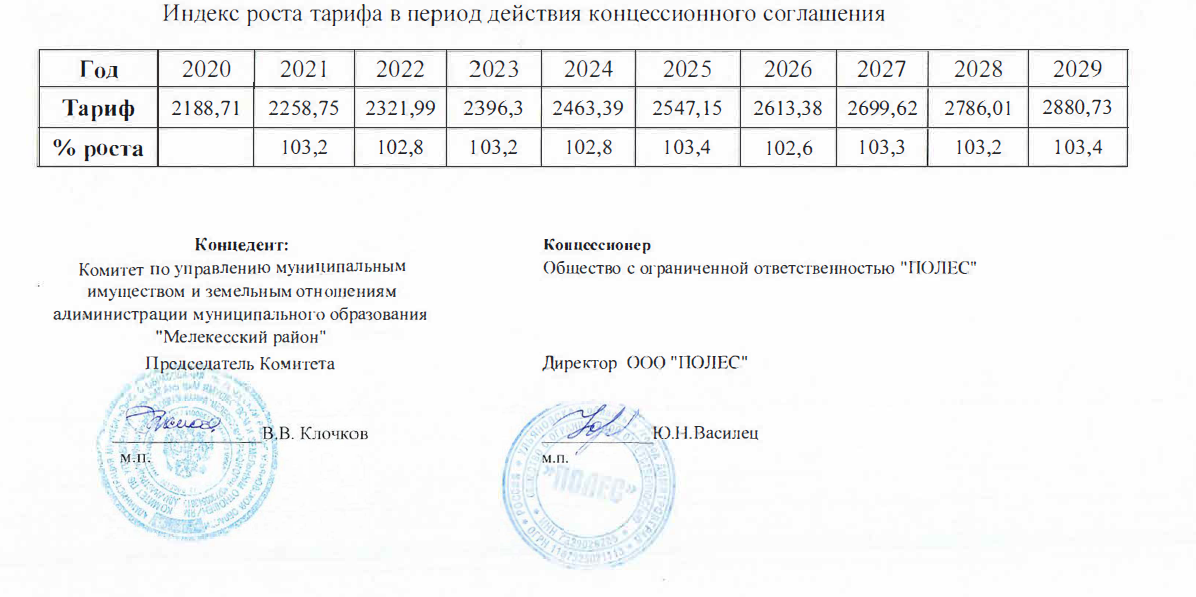 Индекс роста тарифа в период действия концессионного соглашения
Год 2020 2021 2022 2023 2024 2025 2026 2027 2028 2029
Тариф 2188,71 2258,75 2321,99 2396,3 2463,39 2547,15 2613,38 2699,62 2786,01 2880,73
% роста 103,2 102,8 103,2 102,8 103,4 102,6 103,3 103,2 103,4
Концедент:
Комитет по управлению муниципальным
имуществом и земельным отношениям
адиминистрации муниципального образования
"Мелекесский район"
Председатель Комитета
В.В. Клочков
м.п.
Концессионер
Общество с ограниченной ответственностью "ПОЛЕС"
Директор ООО "ПОЛЕС"
Ю.Н.Василец
м.п.
"ПОЛЕС"